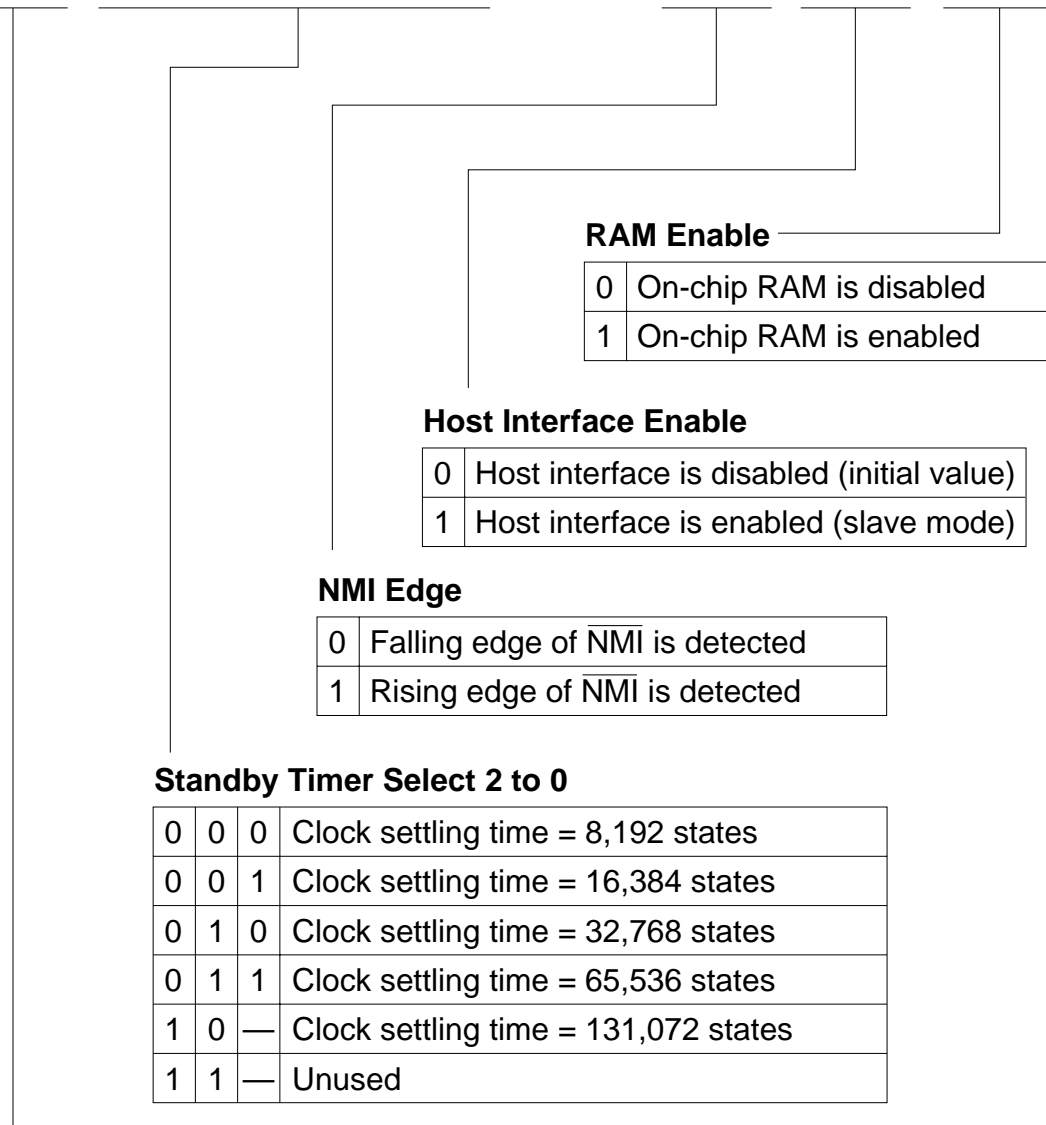 RAM Enable
0 On-chip RAM is disabled
1 On-chip RAM is enabled
Host Interface Enable
0 Host interface is disabled (initial value)
1 Host interface is enabled (slave mode)
NMI Edge
0 Falling edge of N̅M̅I̅ is detected
1 Rising edge of N̅M̅I̅ is detected
Standby Timer Select 2 to 0
0 0 0 Clock settling time = 8,192 states
0 0 1 Clock settling time = 16,384 states
0 1 0 Clock settling time = 32,768 states
0 1 1 Clock settling time = 65,536 states
1 0 — Clock settling time = 131,072 states
1 1 — Unused